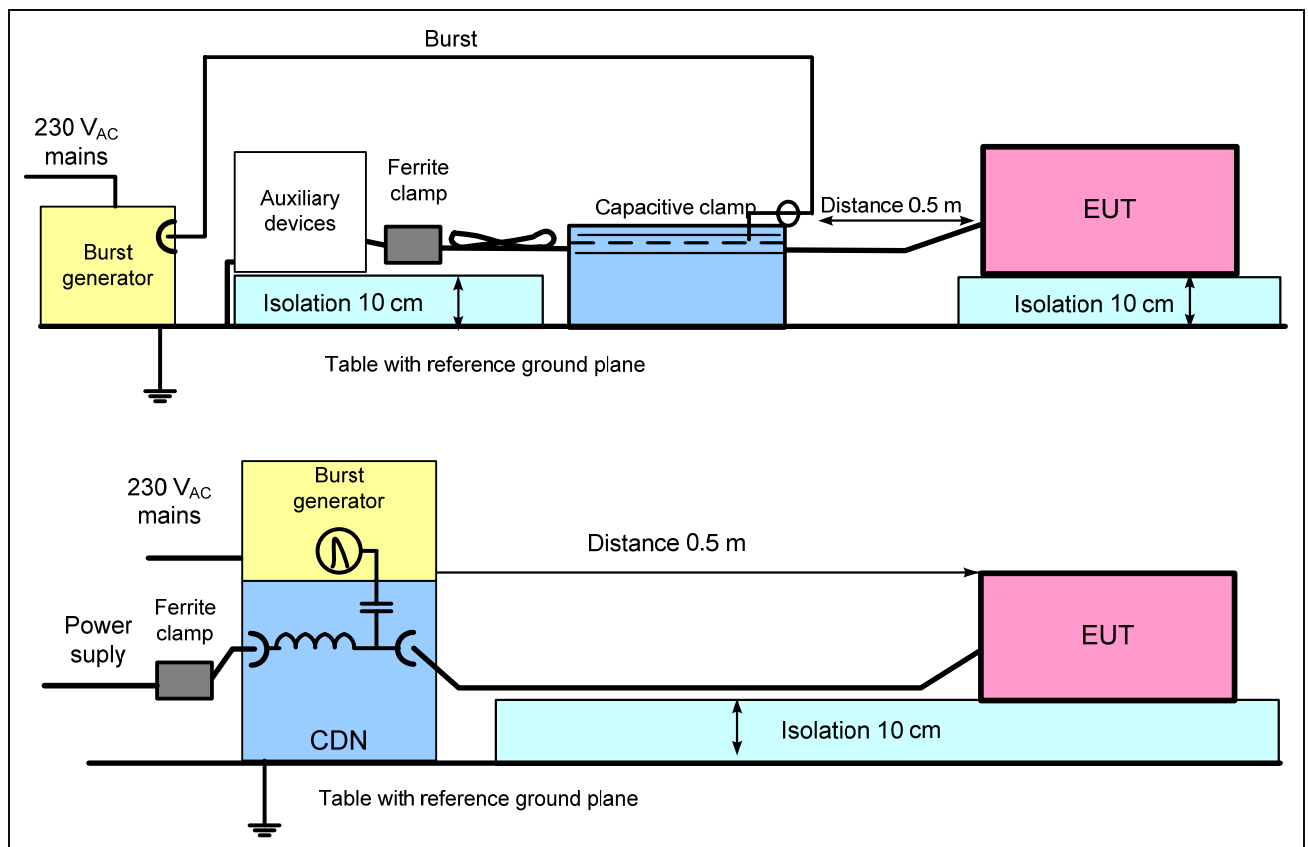 Burst
230 VAC
mains
Burst
generator
Auxiliary
devices
Ferrite
clamp
Capacitive clamp
Distance 0.5 m
EUT
Isolation 10 cm
Isolation 10 cm
Table with reference ground plane
230 VAC
mains
Burst
generator
Distance 0.5 m
Power
suply
Ferrite
clamp
EUT
CDN
Isolation 10 cm
Table with reference ground plane